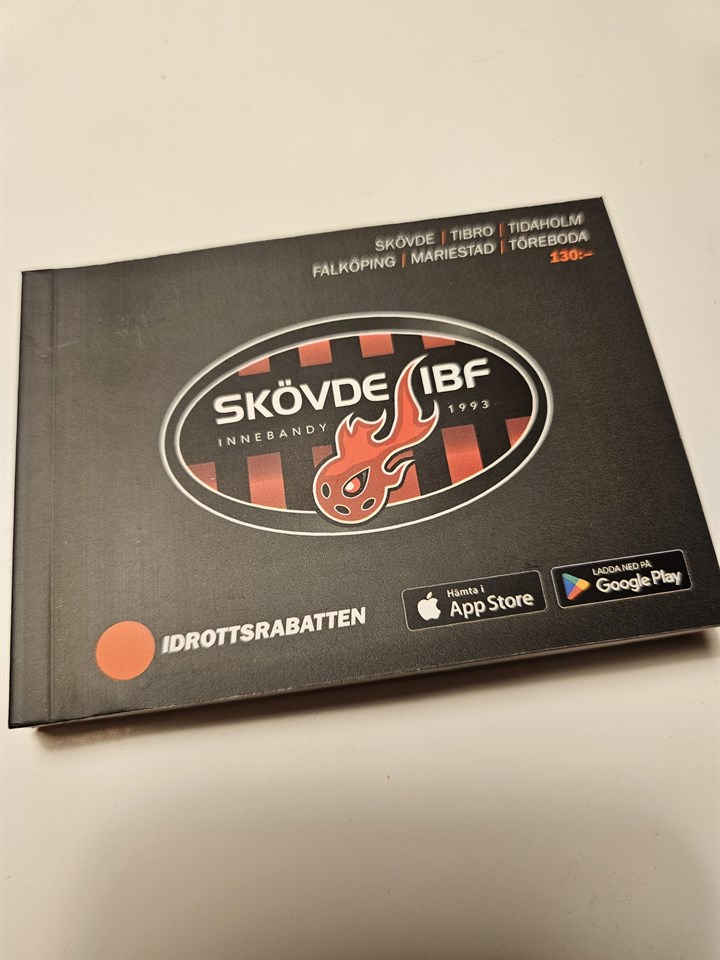 SKÖVDE | TIBRO | TIDAHOLM
FALKÖPING | MARIESTAD | TÖREBODA
130:-
SKÖVDE IBF
INNEBANDY 1993
IDROTTSRABATTEN
Hämta i
App Store
LADDA NED PÅ
Google Play